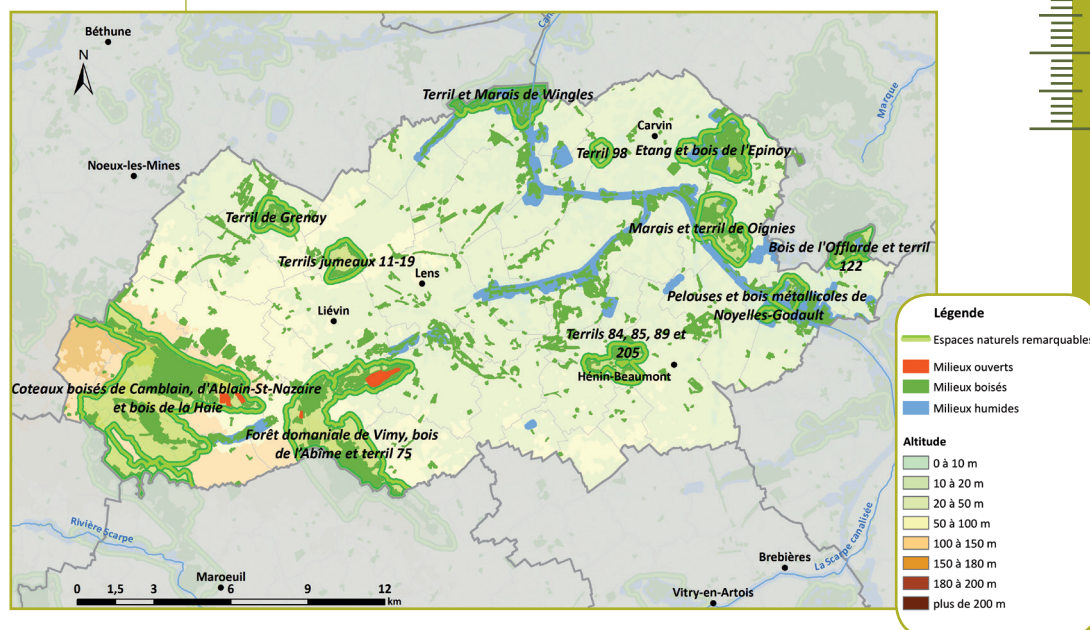 Béthune
N
Noeux-les-Mines
Terril et Marais de Wingles
Carvin
Terril 98
Etang et bois de l'Epinoy
Marque
Terril de Grenay
Terrils jumeaux 11-19
Lens
Liévin
Marais et terril de Oignies
Bois de l'Offlarde et terril
122
Pelouses et bois métallicoles de
Noyelles-Godault
Terrils 84, 85, 89 et
205
Hénin-Beaumont
Coteaux boisés de Camblain, d'Ablain-St-Nazaire
et bois de la Haie
Forêt domaniale de Vimy, bois
de l'Abîme et terril 75
Rivière Scarpe
Maroeuil
Brebières
La Scarpe canalisée
Vitry-en-Artois
0 1,5 3 6 9 12
km
Légende
Espaces naturels remarquables
Milieux ouverts
Milieux boisés
Milieux humides
Altitude
0 à 10 m
10 à 20 m
20 à 50 m
50 à 100 m
100 à 150 m
150 à 180 m
180 à 200 m
plus de 200 m